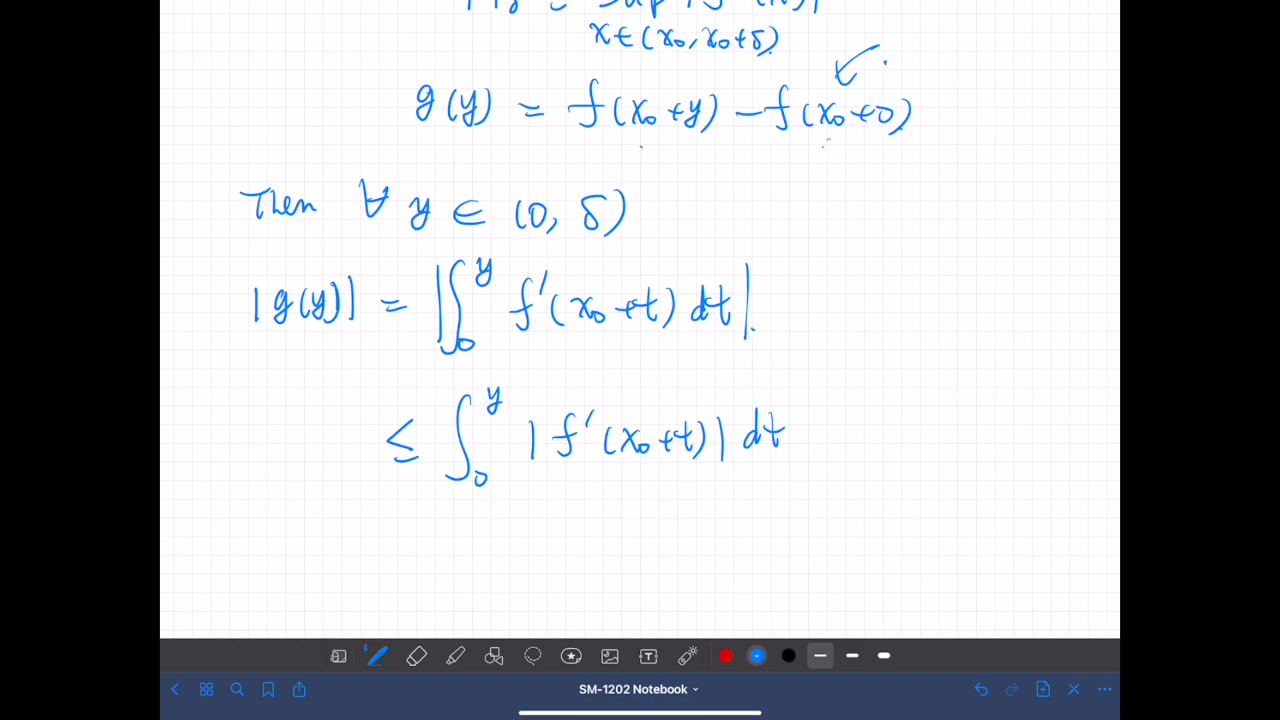 x ∈ (x₀, x₀+δ)
g(y) = f(x₀+y) − f(x₀+0)
Then ∀ y ∈ (0, δ)
|g(y)| = |∫₀^y f'(x₀+t) dt|.
≤ ∫₀^y |f'(x₀+t)| dt
SM-1202 Notebook